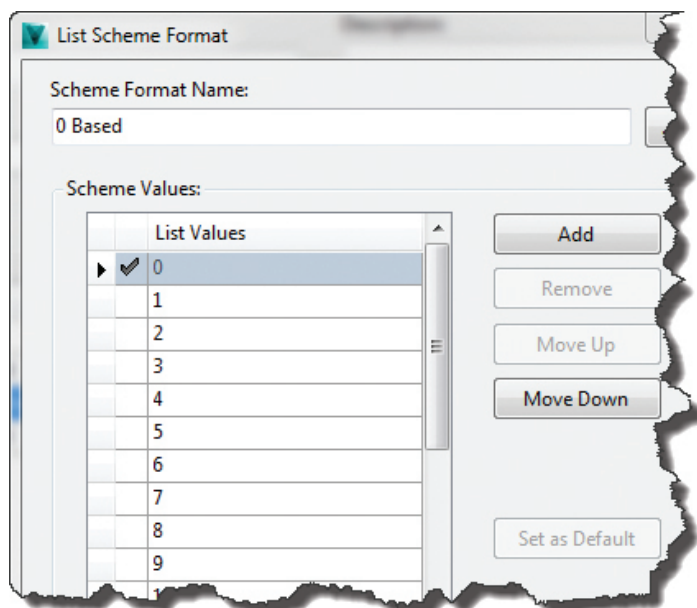 List Scheme Format
Scheme Format Name:
0 Based
Scheme Values:
List Values
0
1
2
3
4
5
6
7
8
9
Add
Remove
Move Up
Move Down
Set as Default